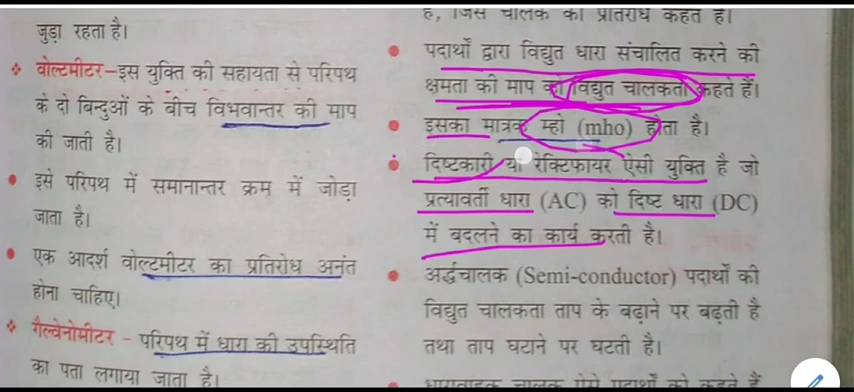 जुड़ा रहता है।
❖ वोल्टमीटर–इस युक्ति की सहायता से परिपथ
के दो बिन्दुओं के बीच विभवान्तर की माप
की जाती है।
• इसे परिपथ में समानान्तर क्रम में जोड़ा
जाता है।
• एक आदर्श वोल्टमीटर का प्रतिरोध अनंत
होना चाहिए।
❖ गैल्वेनोमीटर – परिपथ में धारा की उपस्थिति
का पता लगाया जाता है।
है, जिसे चालक का प्रतिरोध कहते हैं।
• पदार्थों द्वारा विद्युत धारा संचालित करने की
क्षमता की माप को विद्युत चालकता कहते हैं।
• इसका मात्रक म्हो (mho) होता है।
• दिष्टकारी या रेक्टिफायर ऐसी युक्ति है जो
प्रत्यावर्ती धारा (AC) को दिष्ट धारा (DC)
में बदलने का कार्य करती है।
• अर्द्धचालक (Semi-conductor) पदार्थों की
विद्युत चालकता ताप के बढ़ाने पर बढ़ती है
तथा ताप घटाने पर घटती है।